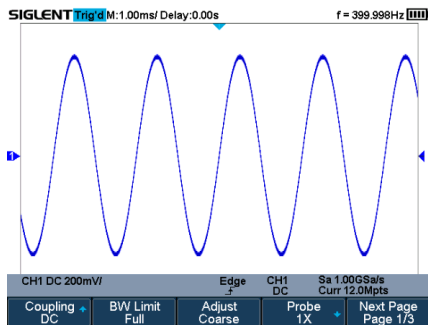 SIGLENT Trig'd M:1.00ms/ Delay:0.00s f = 399.998Hz
1
CH1 DC 200mV/ Edge CH1 Sa 1.00GSa/s
DC Curr 12.0Mpts
Coupling BW Limit Adjust Probe Next Page
DC Full Coarse 1X Page 1/3